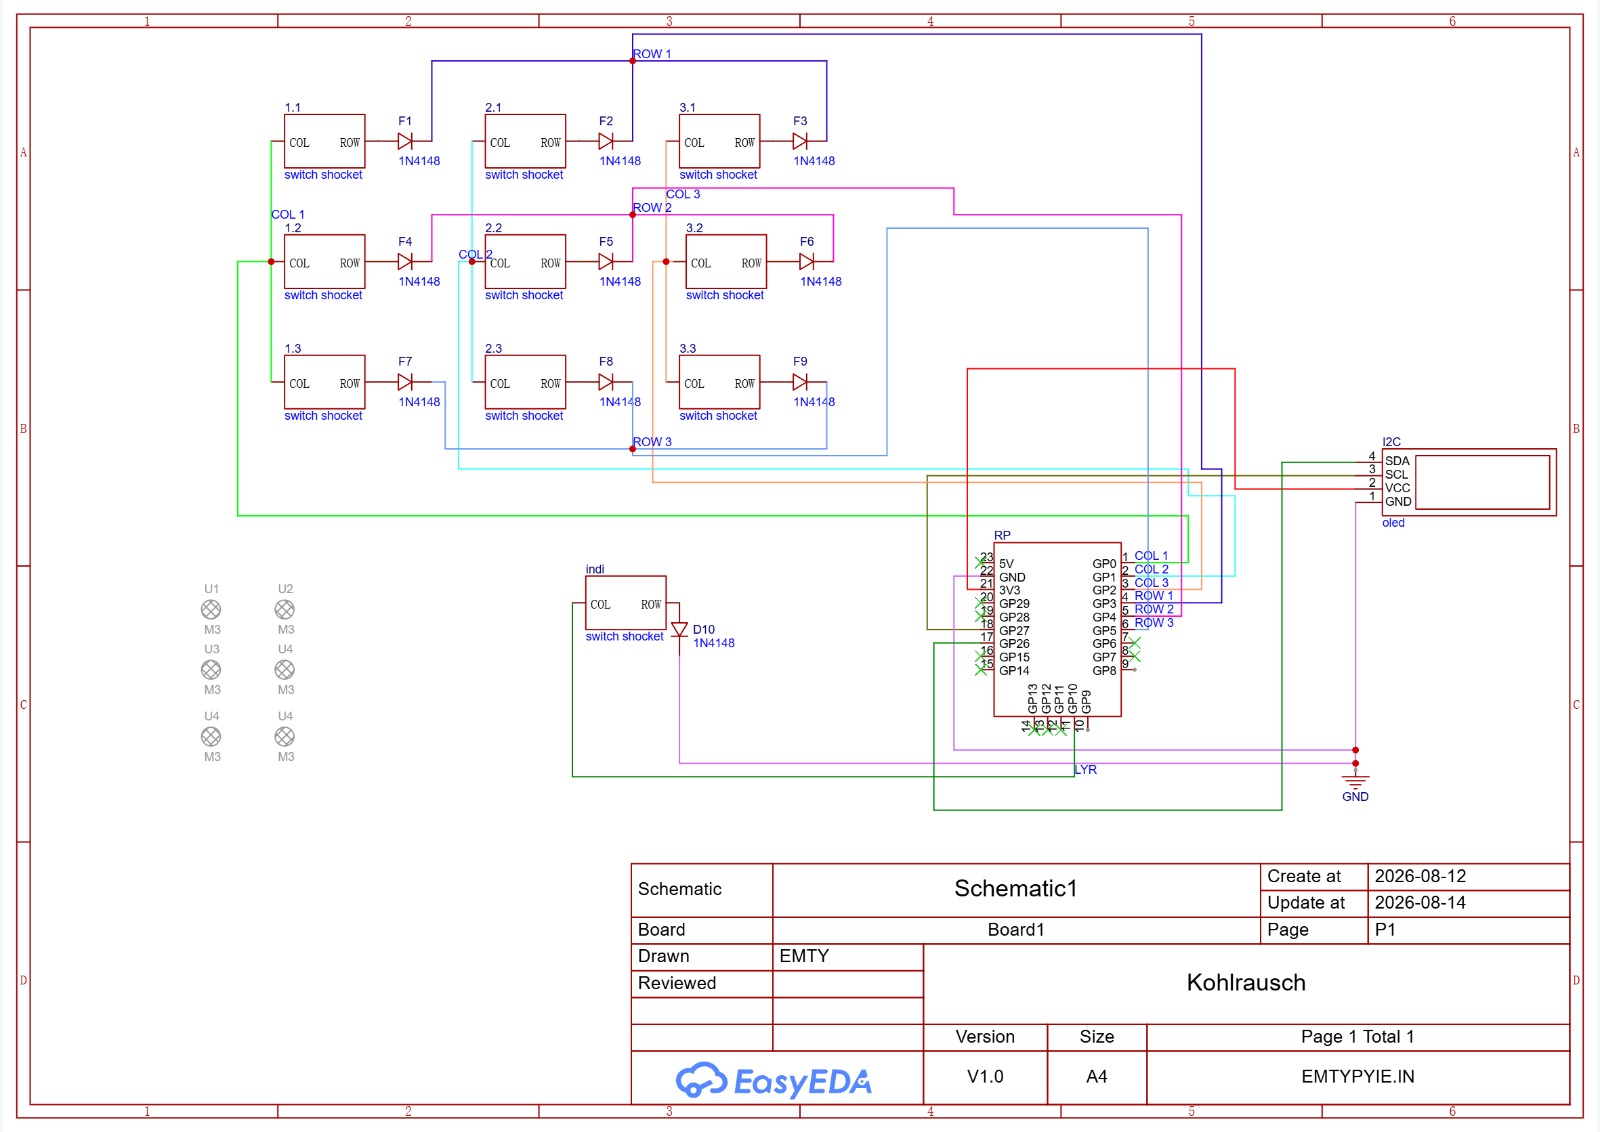 1 2 3 4 5 6
ROW 1
1.1 2.1 3.1
F1 F2 F3
A A
COL ROW COL ROW COL ROW
1N4148 1N4148 1N4148
switch shocket switch shocket switch shocket
COL 3
ROW 2
COL 1
1.2 2.2 3.2
F4 F5 F6
COL 2
COL ROW COL ROW COL ROW
1N4148 1N4148 1N4148
switch shocket switch shocket switch shocket
1.3 2.3 3.3
F7 F8 F9
COL ROW COL ROW COL ROW
1N4148 1N4148 1N4148
switch shocket switch shocket switch shocket
B B
ROW 3
I2C
4 SDA
3 SCL
2 VCC
1 GND
oled
RP
23 5V
22 GND
21 3V3
20 GP29
19 GP28
18 GP27
17 GP26
16 GP15
15 GP14
GP0 1 COL 1
GP1 2 COL 2
GP2 3 COL 3
GP3 4 ROW 1
GP4 5 ROW 2
GP5 6 ROW 3
GP6 7
GP7 8
GP8 9
GP13 GP12 GP11 GP10 GP9
14 13 12 11 10
LYR
GND
indi
COL ROW
switch shocket
D10
1N4148
U1 U2
M3 M3
U3 U4
M3 M3
U4 U4
M3 M3
C C
D D
Schematic Schematic1
Create at 2026-08-12
Update at 2026-08-14
Board Board1
Page P1
Drawn EMTY
Reviewed
Kohlrausch
Version Size Page 1 Total 1
EasyEDA V1.0 A4 EMTYPYIE.IN
1 2 3 4 5 6